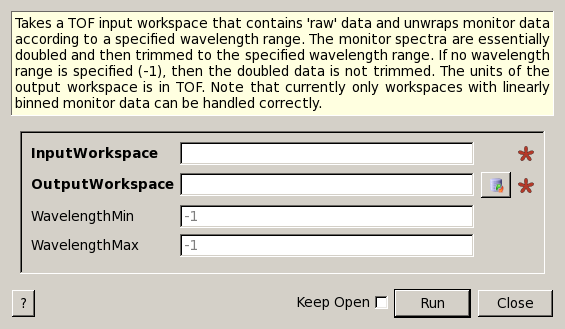 Takes a TOF input workspace that contains 'raw' data and unwraps monitor data
according to a specified wavelength range. The monitor spectra are essentially
doubled and then trimmed to the specified wavelength range. If no wavelength
range is specified (-1), then the doubled data is not trimmed. The units of the
output workspace is in TOF. Note that currently only workspaces with linearly
binned monitor data can be handled correctly.
InputWorkspace
OutputWorkspace
WavelengthMin -1
WavelengthMax -1
? Keep Open Run Close